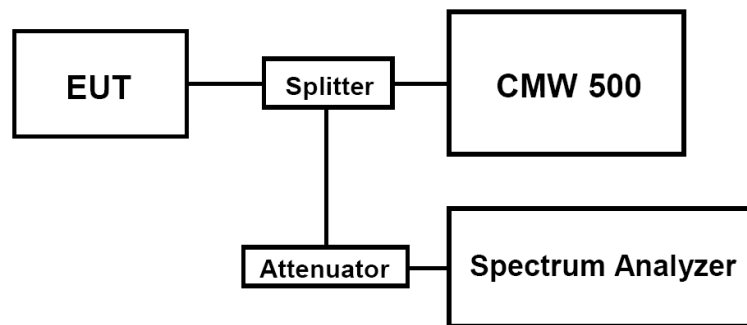 EUT
Splitter
CMW 500
Attenuator
Spectrum Analyzer